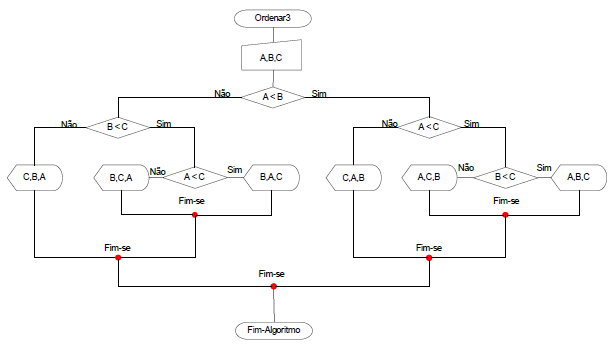 Ordenar3
A,B,C
Não
A < B
Sim
Não
B < C
Sim
Não
A < C
Sim
C,B,A
B,C,A
Não
A < C
Sim
B,A,C
C,A,B
A,C,B
Não
B < C
Sim
A,B,C
Fim-se
Fim-se
Fim-se
Fim-se
Fim-se
Fim-Algoritmo